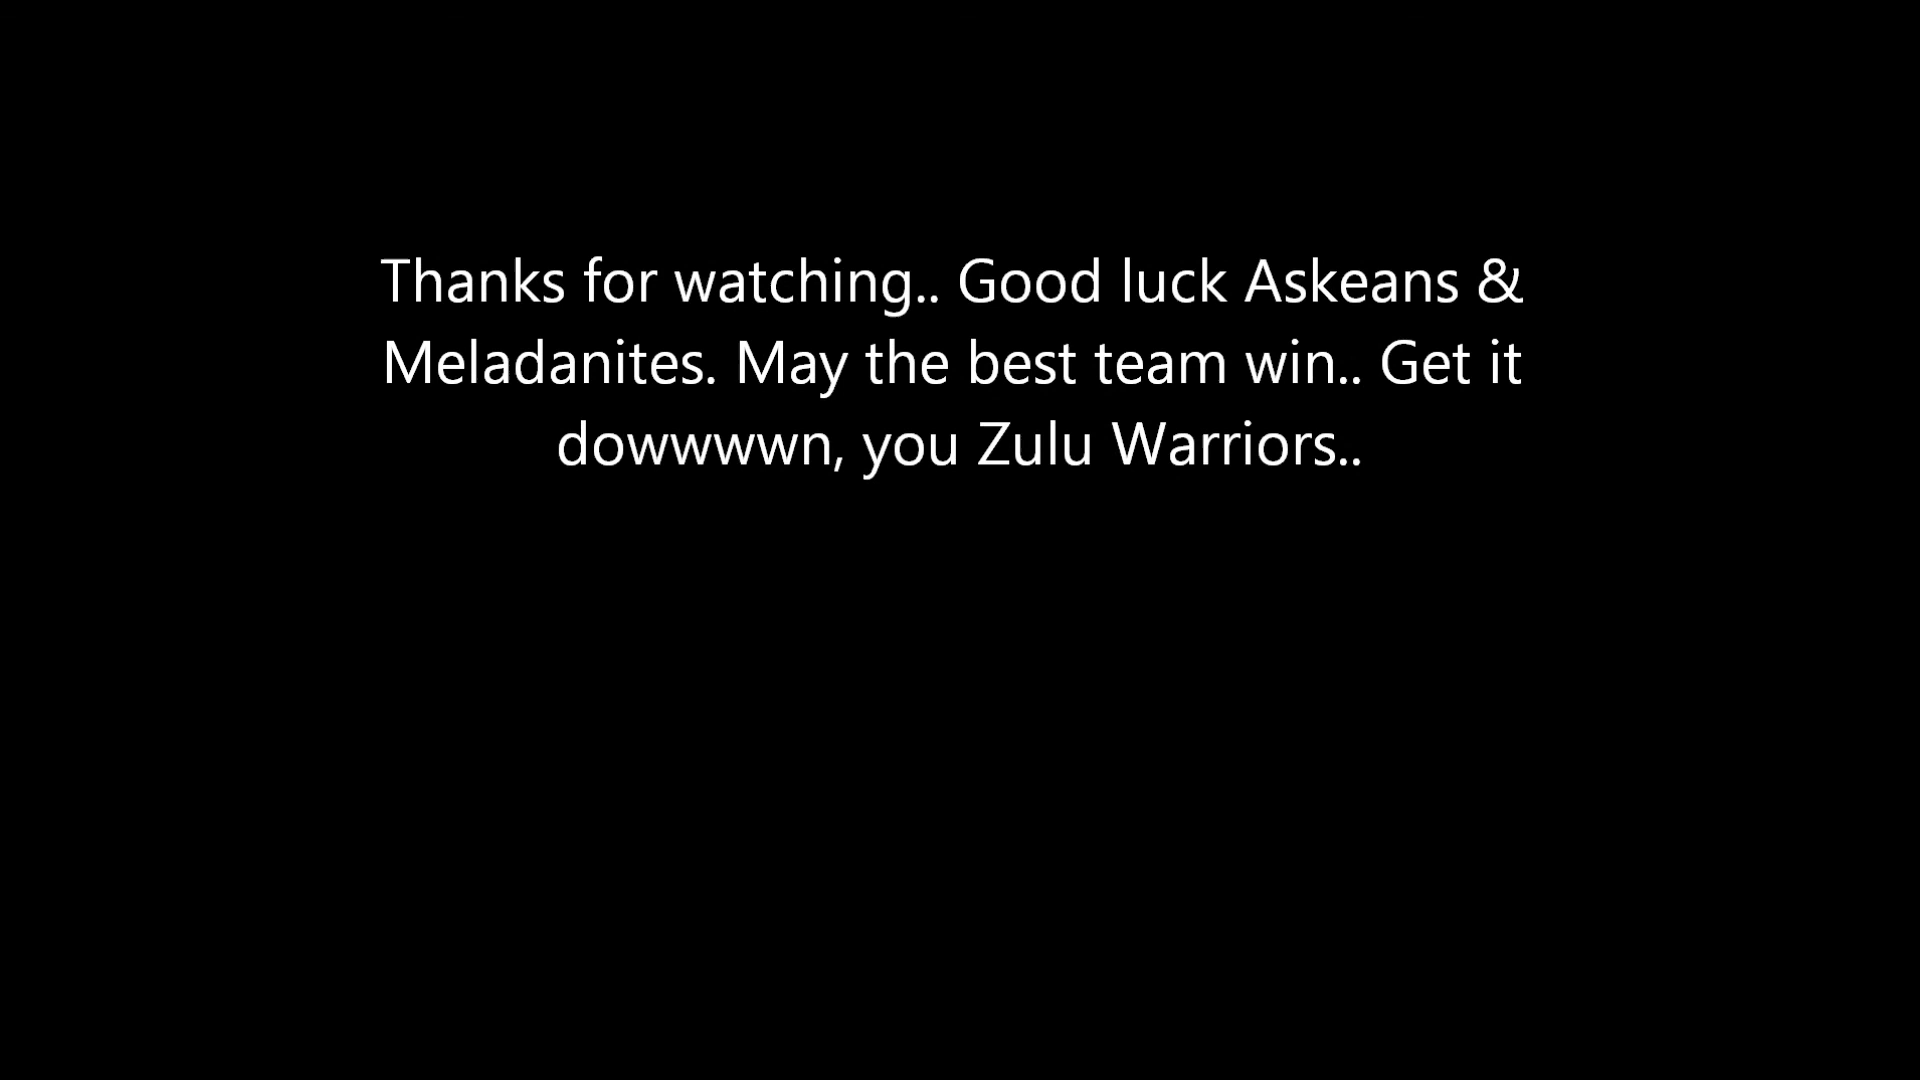 Thanks for watching.. Good luck Askeans &
Meladanites. May the best team win.. Get it
dowwwwn, you Zulu Warriors..